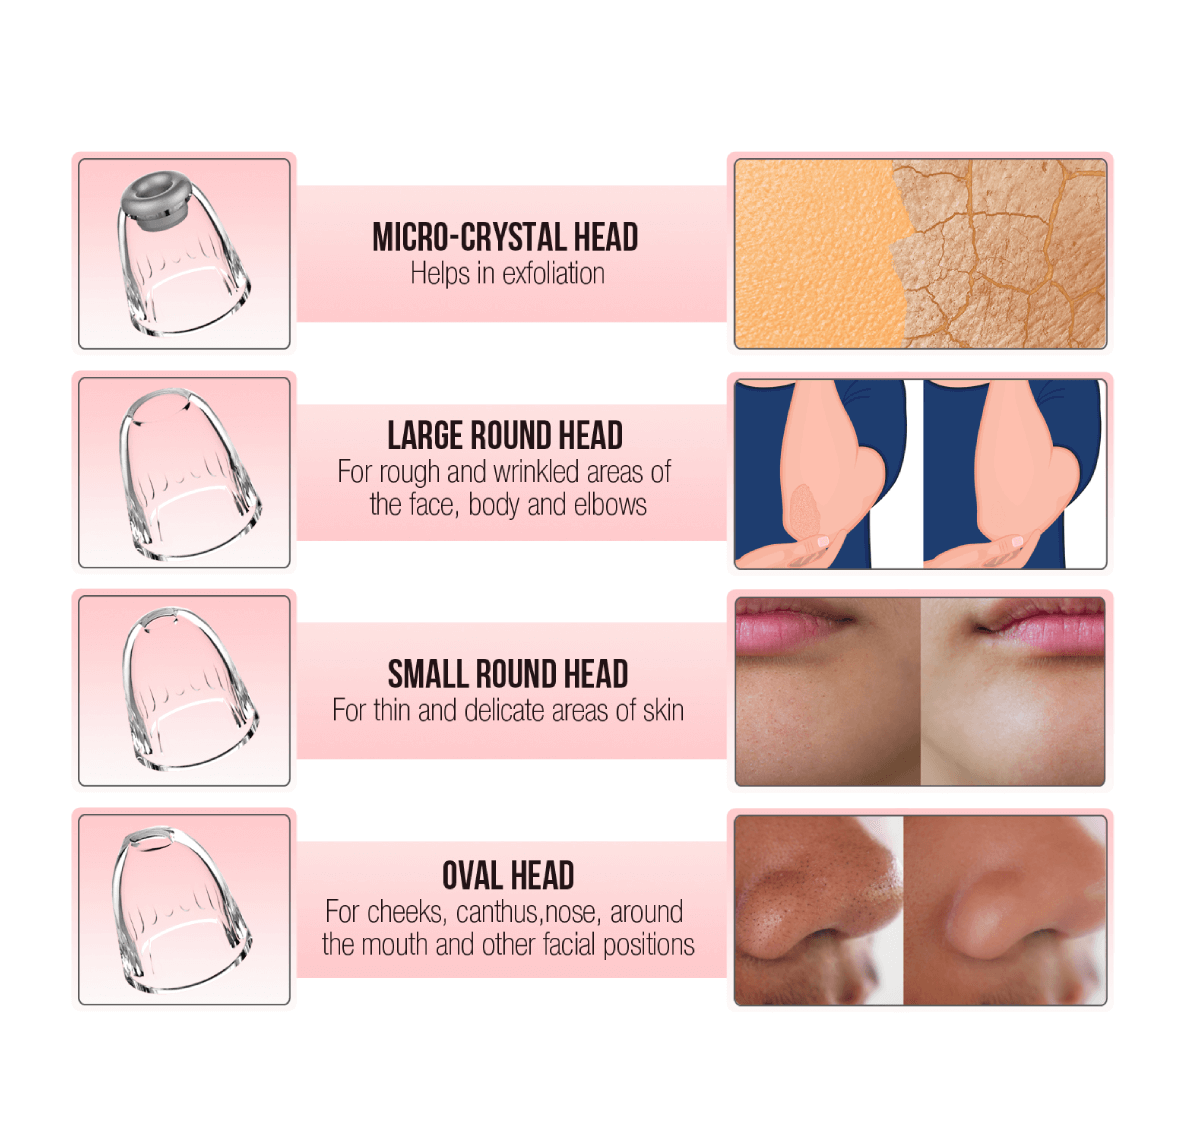 MICRO-CRYSTAL HEAD
Helps in exfoliation
LARGE ROUND HEAD
For rough and wrinkled areas of
the face, body and elbows
SMALL ROUND HEAD
For thin and delicate areas of skin
OVAL HEAD
For cheeks, canthus,nose, around
the mouth and other facial positions